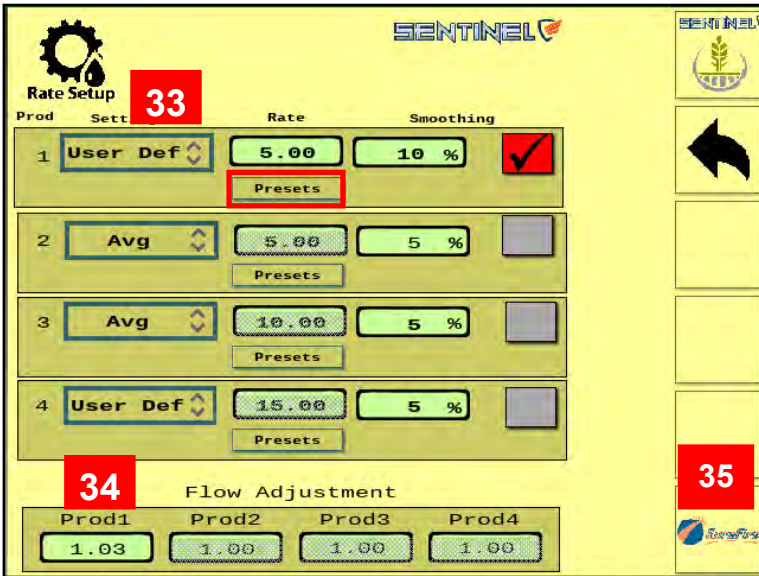 SENTINEL
SENTINEL
Rate Setup
33
Prod Rate Smoothing
1 User Def 5.00 10 %
Presets
2 Avg 5.00 5 %
Presets
3 Avg 10.00 5 %
Presets
4 User Def 15.00 5 %
Presets
34
35
Flow Adjustment
Prod1 Prod2 Prod3 Prod4
1.03 1.00 1.00 1.00